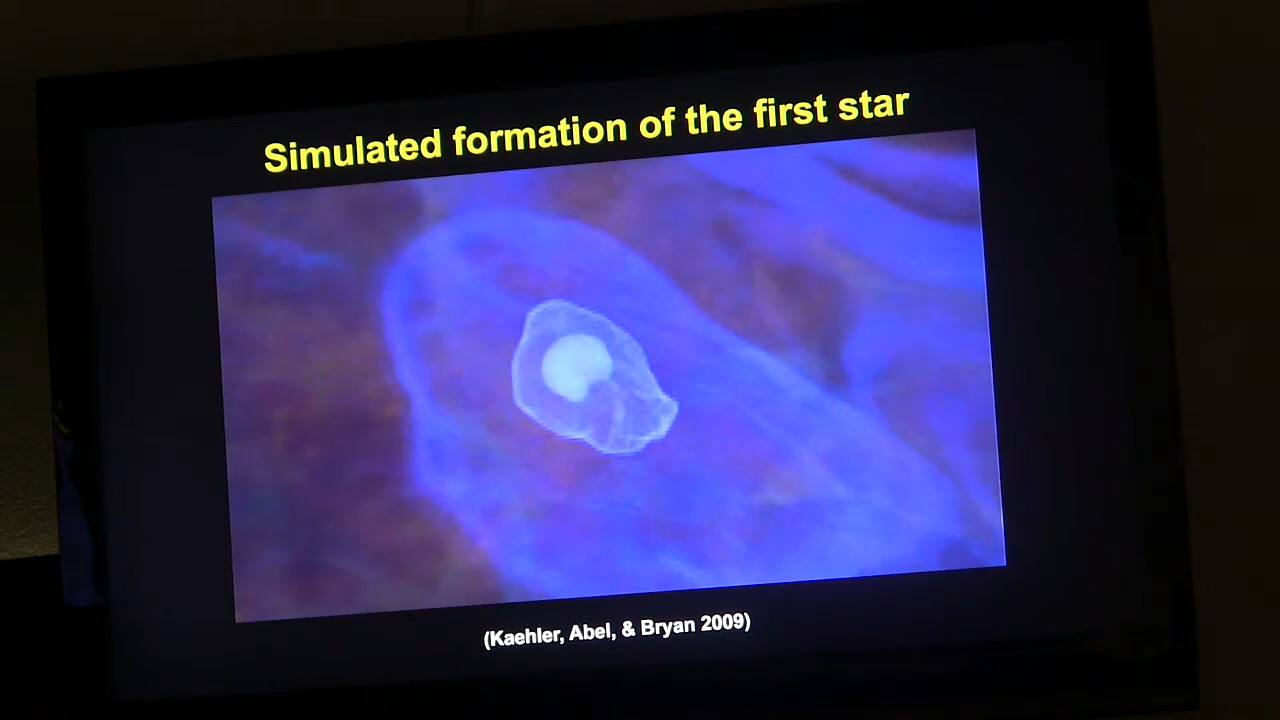 Simulated formation of the first star
(Kaehler, Abel, & Bryan 2009)